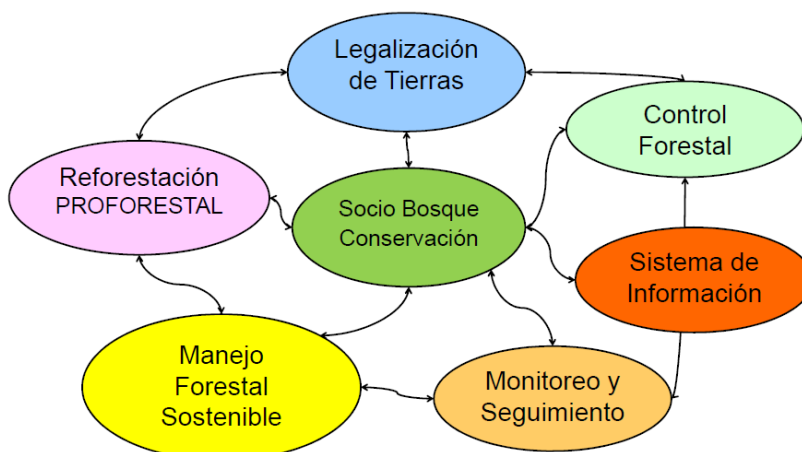 Legalización
de Tierras
Control
Forestal
Reforestación
PROFORESTAL
Socio Bosque
Conservación
Sistema de
Información
Manejo
Forestal
Sostenible
Monitoreo y
Seguimiento